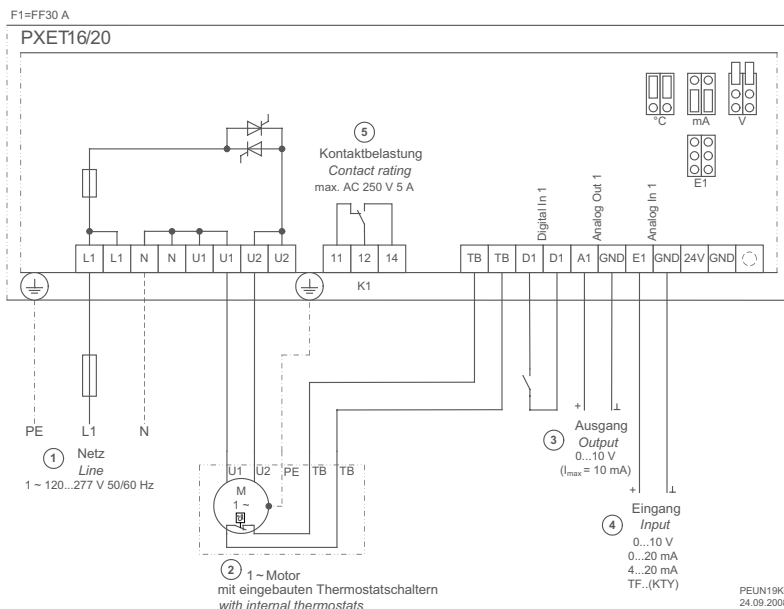 F1=FF30 A
PXET16/20
°C
mA
V
E1
5
Kontaktbelastung
Contact rating
max. AC 250 V 5 A
Digital In 1
Analog Out 1
Analog In 1
L1 L1 N N U1 U1 U2 U2
11 12 14
TB TB D1 D1 A1 GND E1 GND 24V GND
K1
PE L1 N
1 Netz
Line
1 ~ 120...277 V 50/60 Hz
U1 U2 PE TB TB
M
1 ~
2 1 ~ Motor
mit eingebauten Thermostatschaltern
with internal thermostats
+ ⊥
3 Ausgang
Output
0...10 V
(Imax = 10 mA)
+ ⊥
4 Eingang
Input
0...10 V
0...20 mA
4...20 mA
TF..(KTY)
24.09.200